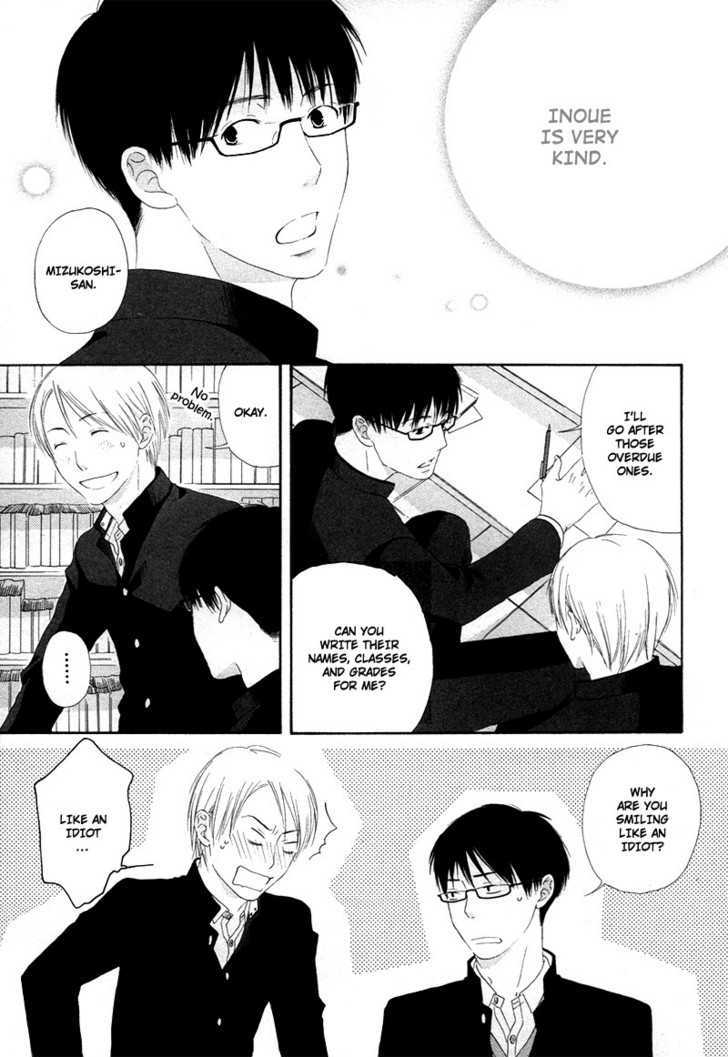 INOUE
IS VERY
KIND.
MIZUKOSHI-
SAN.
I'LL
GO AFTER
THOSE
OVERDUE
ONES.
CAN YOU
WRITE THEIR
NAMES, CLASSES,
AND GRADES
FOR ME?
OKAY.
No
problem.
......
WHY
ARE YOU
SMILING
LIKE AN
IDIOT?
LIKE AN
IDIOT
...